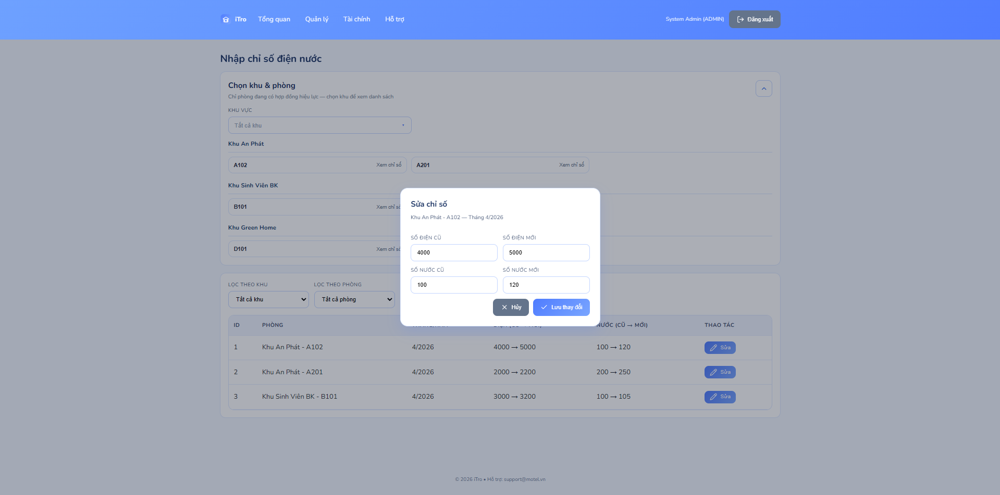 iTro Tổng quan Quản lý Tài chính Hỗ trợ System Admin (ADMIN) Đăng xuất
Nhập chỉ số điện nước
Chọn khu & phòng
Chỉ phòng đang có hợp đồng hiệu lực — chọn khu để xem danh sách
KHU VỰC
Tất cả khu
Khu An Phát
A102 Xem chỉ số A201 Xem chỉ số
Khu Sinh Viên BK
B101 Xem chỉ số
Khu Green Home
D101 Xem chỉ số
Sửa chỉ số
Khu An Phát - A102 — Tháng 4/2026
SỐ ĐIỆN CŨ SỐ ĐIỆN MỚI
4000 5000
SỐ NƯỚC CŨ SỐ NƯỚC MỚI
100 120
Hủy Lưu thay đổi
LỌC THEO KHU LỌC THEO PHÒNG
Tất cả khu Tất cả phòng
ID PHÒNG NƯỚC (CŨ → MỚI) THAO TÁC
1 Khu An Phát - A102 4/2026 4000 → 5000 100 → 120 Sửa
2 Khu An Phát - A201 4/2026 2000 → 2200 200 → 250 Sửa
3 Khu Sinh Viên BK - B101 4/2026 3000 → 3200 100 → 105 Sửa
© 2026 iTro • Hỗ trợ: support@motel.vn